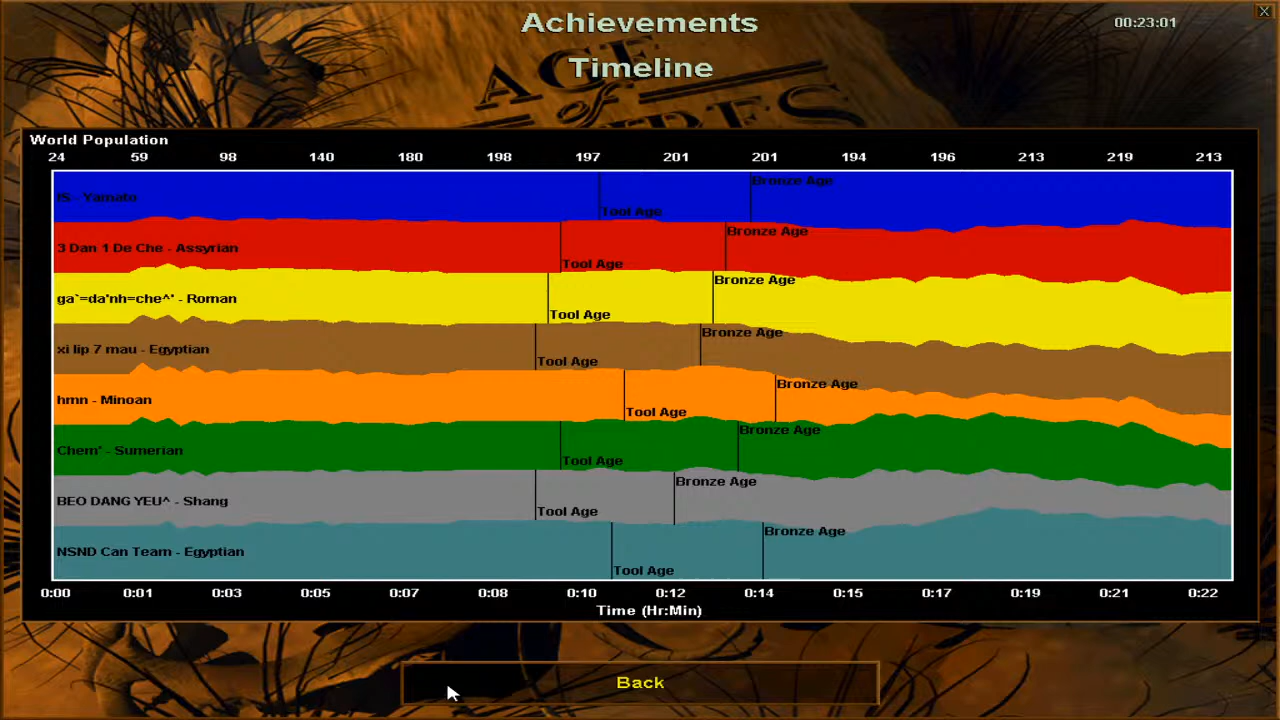 Achievements
00:23:01
Timeline
AGE
of
World Population
24 59 98 140 180 198 197 201 201 194 196 213 219 213
IS - Yamato
Tool Age
Bronze Age
3 Dan 1 De Che - Assyrian
Tool Age
Bronze Age
ga`=da'nh=che^' - Roman
Tool Age
Bronze Age
xi lip 7 mau - Egyptian
Tool Age
Bronze Age
hmn - Minoan
Tool Age
Bronze Age
Chem' - Sumerian
Tool Age
Bronze Age
BEO DANG YEU^ - Shang
Tool Age
Bronze Age
NSND Can Team - Egyptian
Tool Age
Bronze Age
0:00 0:01 0:03 0:05 0:07 0:08 0:10 0:12 0:14 0:15 0:17 0:19 0:21 0:22
Time (Hr:Min)
Back